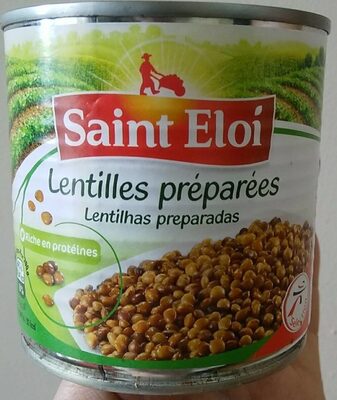 Saint Eloi
Lentilles préparées
Lentilhas preparadas
Riche en protéines